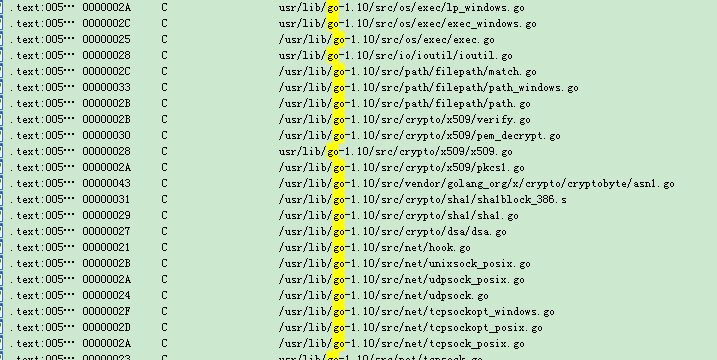 .text:005… 0000002A C usr/lib/go-1.10/src/os/exec/lp_windows.go
.text:005… 0000002C C usr/lib/go-1.10/src/os/exec/exec_windows.go
.text:005… 00000025 C /usr/lib/go-1.10/src/os/exec/exec.go
.text:005… 00000028 C usr/lib/go-1.10/src/io/ioutil/ioutil.go
.text:005… 0000002C C /usr/lib/go-1.10/src/path/filepath/match.go
.text:005… 00000033 C /usr/lib/go-1.10/src/path/filepath/path_windows.go
.text:005… 0000002B C /usr/lib/go-1.10/src/path/filepath/path.go
.text:005… 0000002B C /usr/lib/go-1.10/src/crypto/x509/verify.go
.text:005… 00000030 C /usr/lib/go-1.10/src/crypto/x509/pem_decrypt.go
.text:005… 00000028 C usr/lib/go-1.10/src/crypto/x509/x509.go
.text:005… 0000002A C /usr/lib/go-1.10/src/crypto/x509/pkcs1.go
.text:005… 00000043 C /usr/lib/go-1.10/src/vendor/golang_org/x/crypto/cryptobyte/asn1.go
.text:005… 00000031 C /usr/lib/go-1.10/src/crypto/sha1/sha1block_386.s
.text:005… 00000029 C /usr/lib/go-1.10/src/crypto/sha1/sha1.go
.text:005… 00000027 C /usr/lib/go-1.10/src/crypto/dsa/dsa.go
.text:005… 00000021 C /usr/lib/go-1.10/src/net/hook.go
.text:005… 0000002B C /usr/lib/go-1.10/src/net/unixsock_posix.go
.text:005… 0000002A C /usr/lib/go-1.10/src/net/udpsock_posix.go
.text:005… 00000024 C /usr/lib/go-1.10/src/net/udpsock.go
.text:005… 0000002F C /usr/lib/go-1.10/src/net/tcpsockopt_windows.go
.text:005… 0000002D C /usr/lib/go-1.10/src/net/tcpsockopt_posix.go
.text:005… 0000002A C /usr/lib/go-1.10/src/net/tcpsock_posix.go
.text:005… 00000023 C /usr/lib/go-1.10/src/net/tcpsock.go